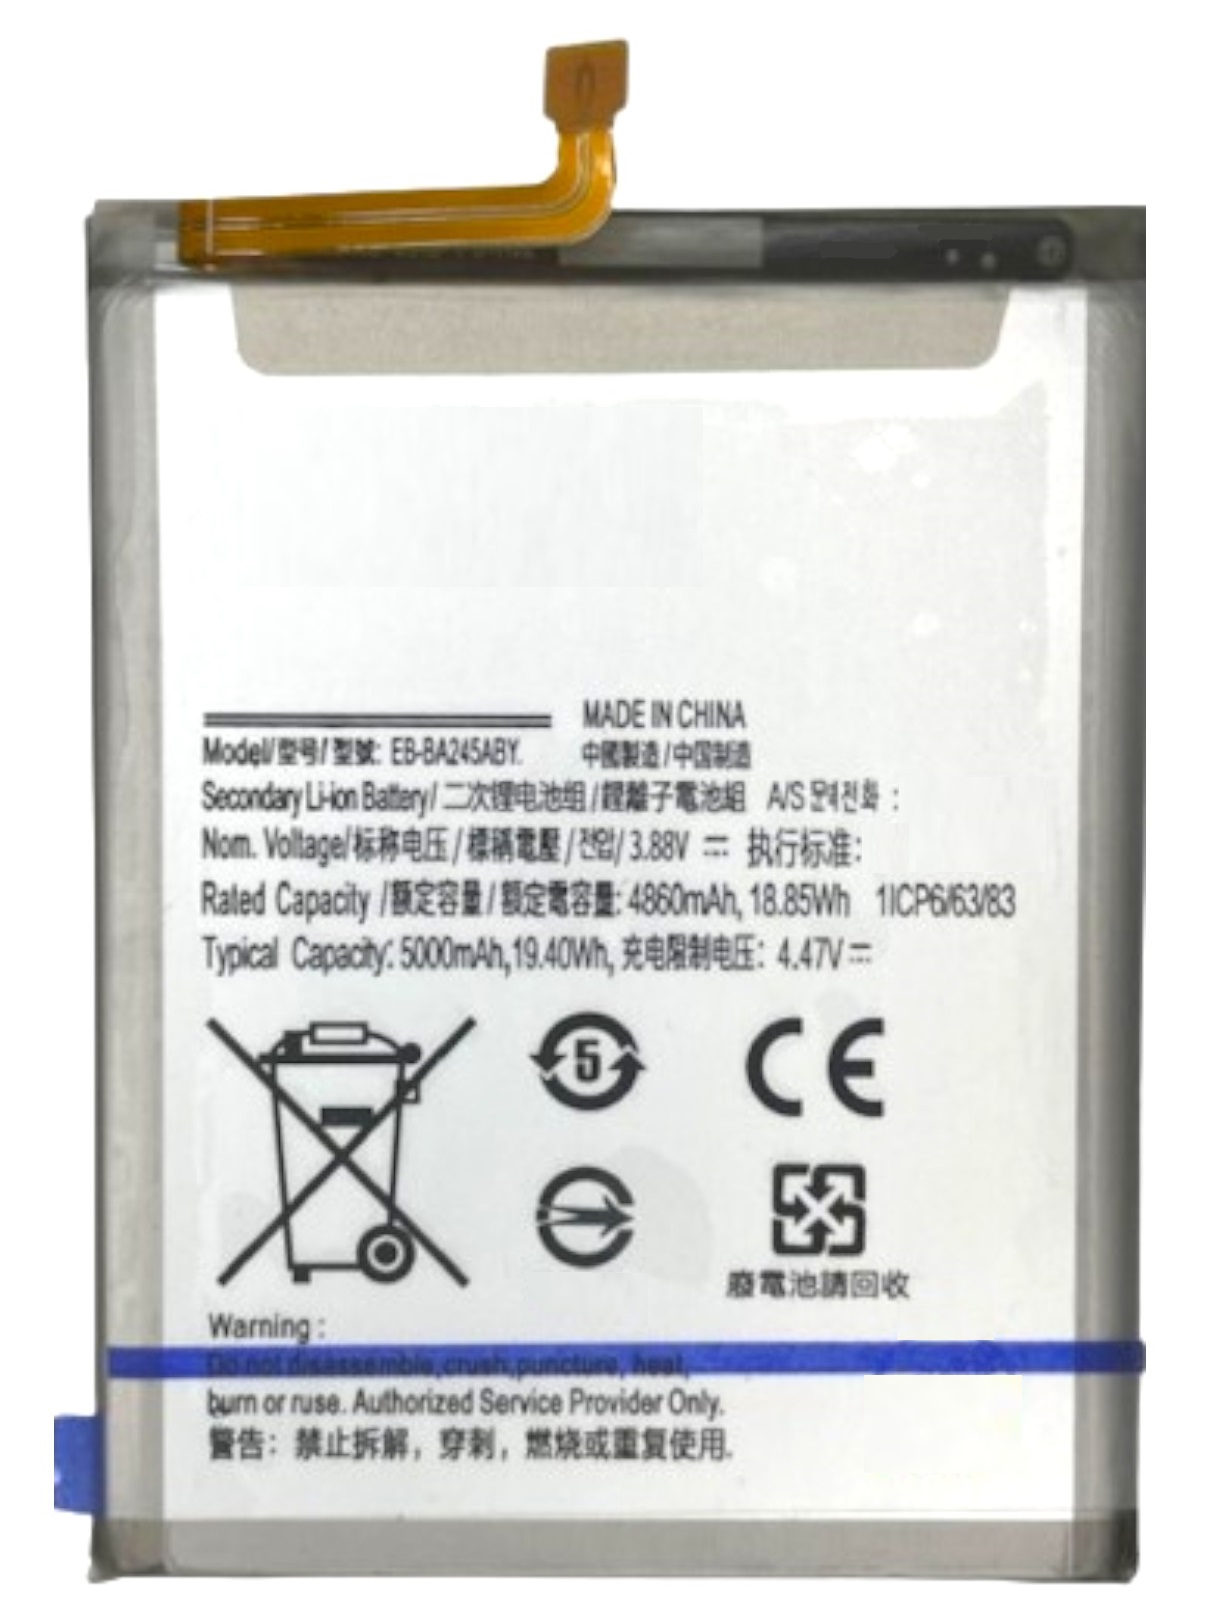 MADE IN CHINA
Model/型号/型號: EB-BA245ABY.
中國製造/中国制造
Secondary Li-ion Battery/二次锂电池组/鋰離子電池組 A/S 문의전화 :
Nom. Voltage/标称电压/標稱電壓/전압/3.88V 执行标准:
Rated Capacity /額定容量/額定電容量: 4860mAh, 18.85Wh 1ICP6/63/83
Typical Capacity: 5000mAh,19.40Wh, 充电限制电压: 4.47V
5
CE
廢電池請回收
Warning :
Do not disassemble,crush,puncture, heat,
burn or ruse. Authorized Service Provider Only.
警告: 禁止拆解, 穿刺, 燃烧或重复使用.